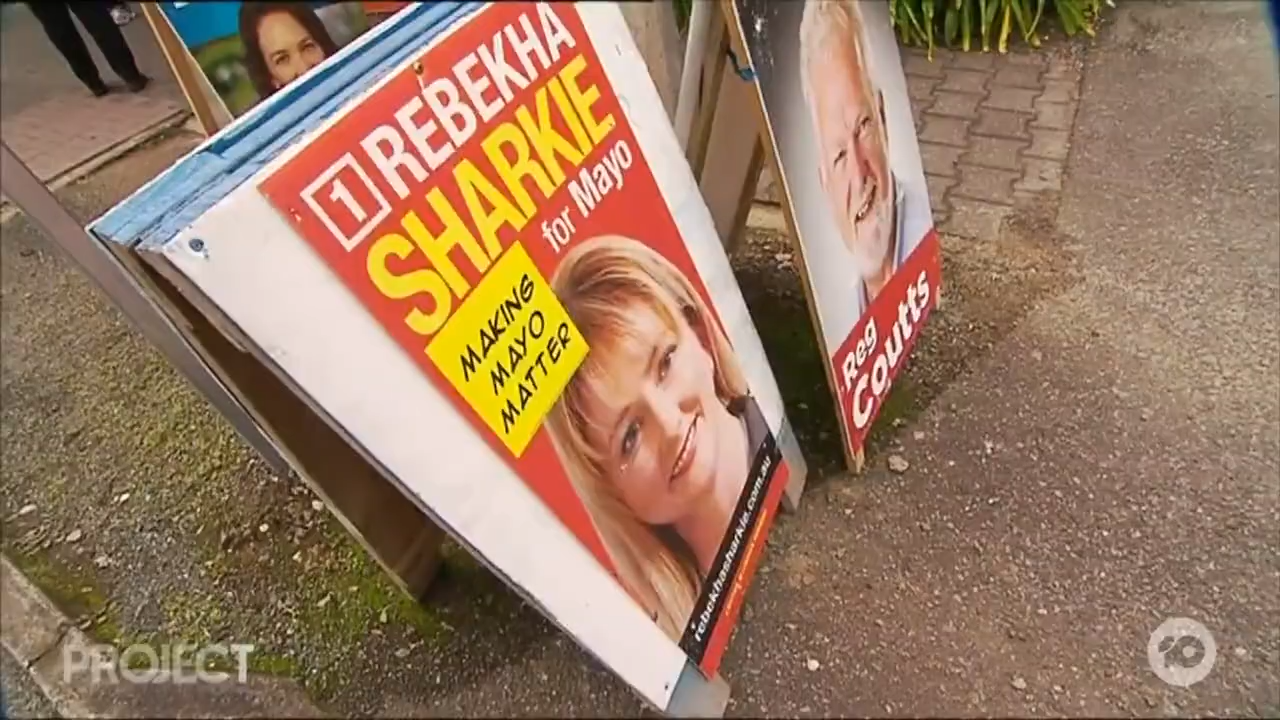 1 REBEKHA
SHARKIE
for Mayo
MAKING
MAYO
MATTER
rebekhasharkie.com.au
Reg
Coutts
PROJECT
10